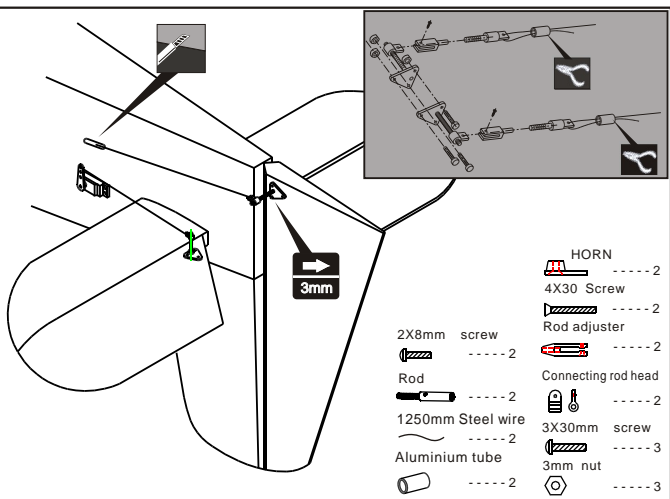 3mm
HORN
-----2
4X30 Screw
-----2
Rod adjuster
-----2
Connecting rod head
-----2
3X30mm screw
-----3
3mm nut
-----3
2X8mm screw
-----2
Rod
-----2
1250mm Steel wire
-----2
Aluminium tube
-----2